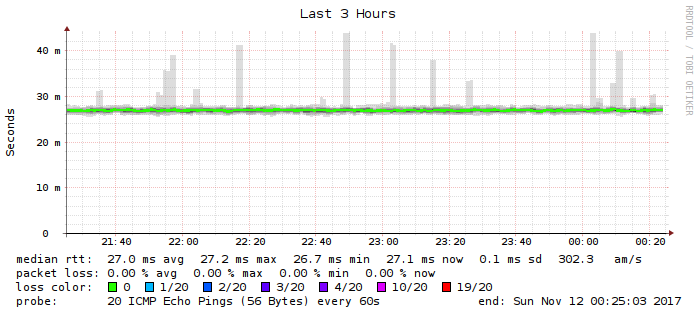 Last 3 Hours
RRDTOOL / TOBI OETIKER
Seconds
40 m
30 m
20 m
10 m
0
21:40 22:00 22:20 22:40 23:00 23:20 23:40 00:00 00:20
median rtt: 27.0 ms avg 27.2 ms max 26.7 ms min 27.1 ms now 0.1 ms sd 302.3 am/s
packet loss: 0.00 % avg 0.00 % max 0.00 % min 0.00 % now
loss color: 0 1/20 2/20 3/20 4/20 10/20 19/20
probe: 20 ICMP Echo Pings (56 Bytes) every 60s end: Sun Nov 12 00:25:03 2017